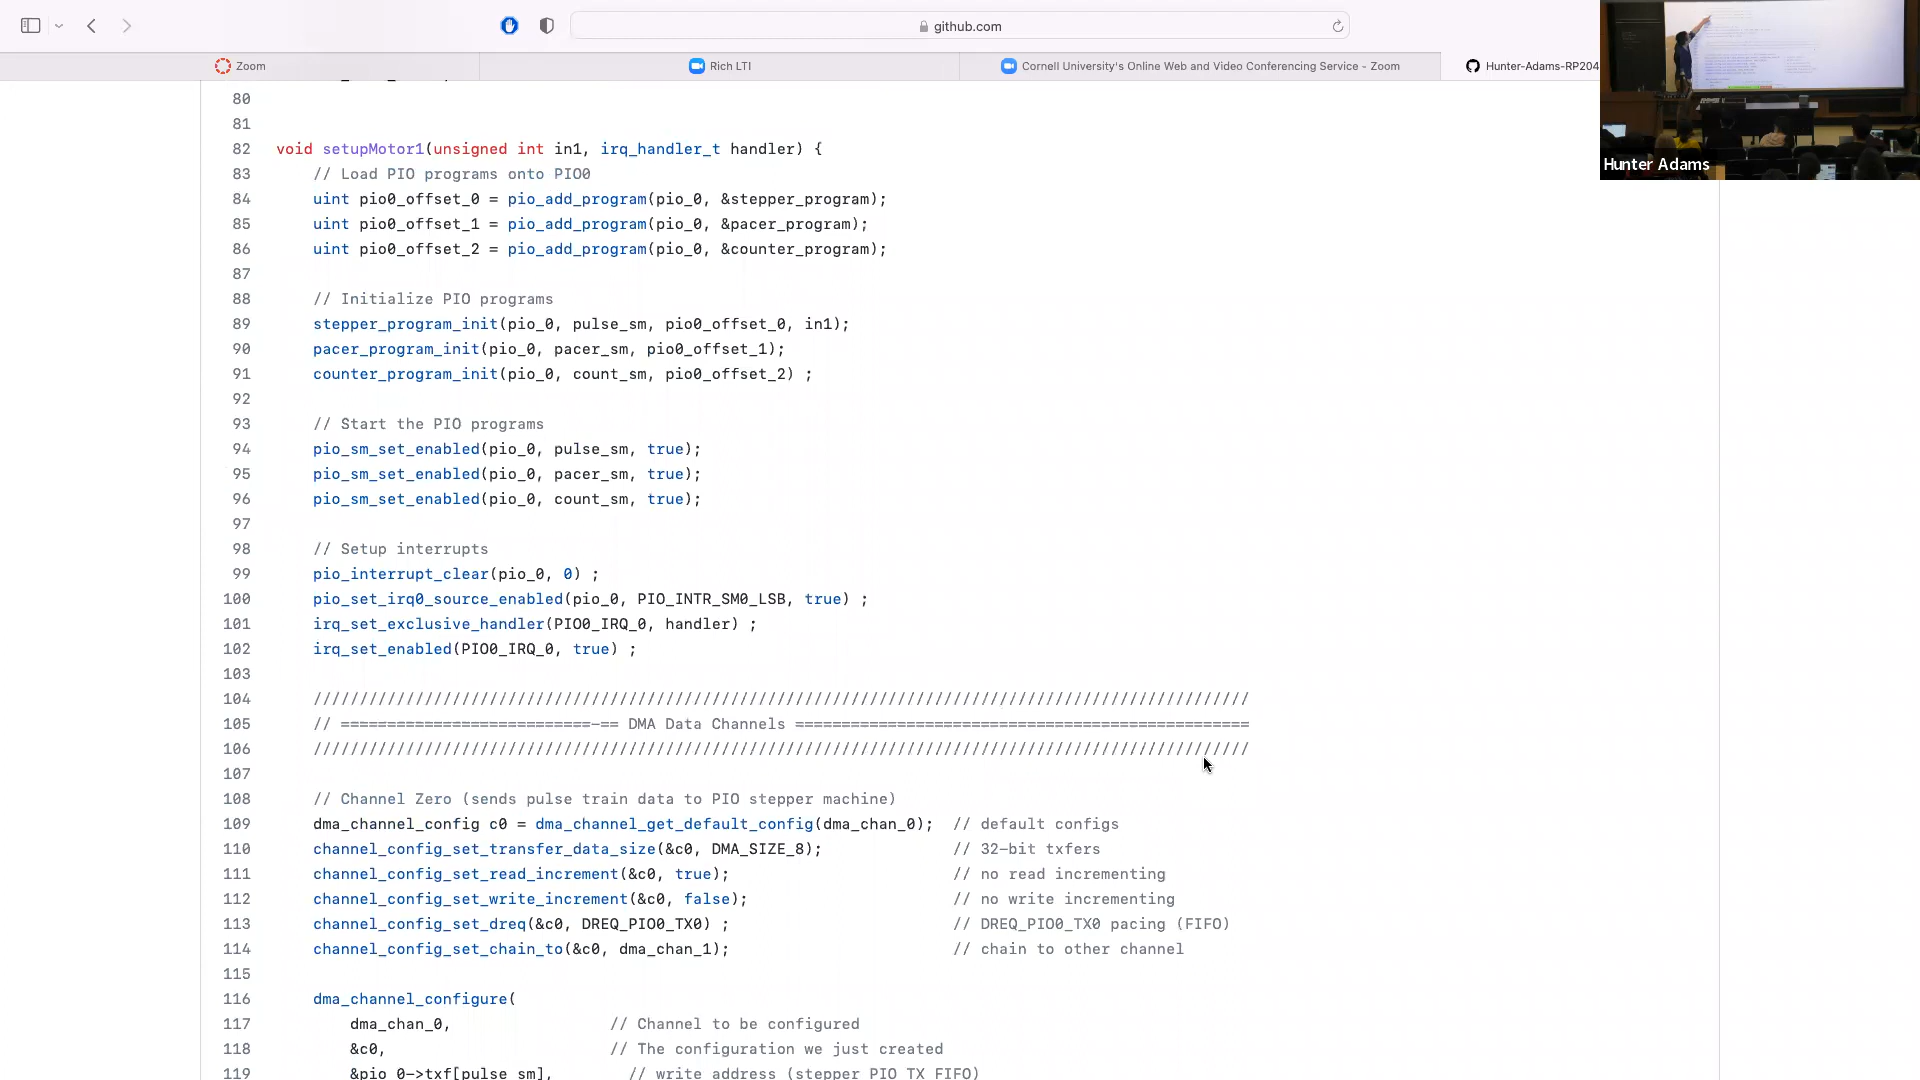 github.com
Zoom
Rich LTI
Cornell University's Online Web and Video Conferencing Service - Zoom
Hunter-Adams-RP204
Hunter Adams
80
81
82 void setupMotor1(unsigned int in1, irq_handler_t handler) {
83 // Load PIO programs onto PIO0
84 uint pio0_offset_0 = pio_add_program(pio_0, &stepper_program);
85 uint pio0_offset_1 = pio_add_program(pio_0, &pacer_program);
86 uint pio0_offset_2 = pio_add_program(pio_0, &counter_program);
87
88 // Initialize PIO programs
89 stepper_program_init(pio_0, pulse_sm, pio0_offset_0, in1);
90 pacer_program_init(pio_0, pacer_sm, pio0_offset_1);
91 counter_program_init(pio_0, count_sm, pio0_offset_2) ;
92
93 // Start the PIO programs
94 pio_sm_set_enabled(pio_0, pulse_sm, true);
95 pio_sm_set_enabled(pio_0, pacer_sm, true);
96 pio_sm_set_enabled(pio_0, count_sm, true);
97
98 // Setup interrupts
99 pio_interrupt_clear(pio_0, 0) ;
100 pio_set_irq0_source_enabled(pio_0, PIO_INTR_SM0_LSB, true) ;
101 irq_set_exclusive_handler(PIO0_IRQ_0, handler) ;
102 irq_set_enabled(PIO0_IRQ_0, true) ;
103
104 /////////////////////////////////////////////////////////////////////////////////////////////////////
105 // ===========================-== DMA Data Channels =================================================
106 /////////////////////////////////////////////////////////////////////////////////////////////////////
107
108 // Channel Zero (sends pulse train data to PIO stepper machine)
109 dma_channel_config c0 = dma_channel_get_default_config(dma_chan_0); // default configs
110 channel_config_set_transfer_data_size(&c0, DMA_SIZE_8); // 32-bit txfers
111 channel_config_set_read_increment(&c0, true); // no read incrementing
112 channel_config_set_write_increment(&c0, false); // no write incrementing
113 channel_config_set_dreq(&c0, DREQ_PIO0_TX0) ; // DREQ_PIO0_TX0 pacing (FIFO)
114 channel_config_set_chain_to(&c0, dma_chan_1); // chain to other channel
115
116 dma_channel_configure(
117 dma_chan_0, // Channel to be configured
118 &c0, // The configuration we just created
119 &pio_0->txf[pulse_sm], // write address (stepper PIO TX FIFO)